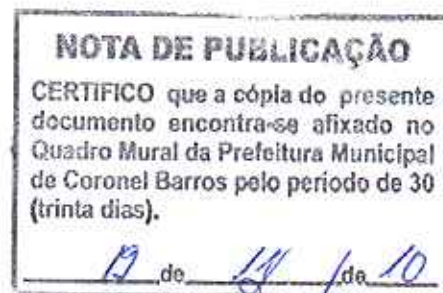 NOTA DE PUBLICAÇÃO
CERTIFICO que a cópia do presente
documento encontra-se afixado no
Quadro Mural da Prefeitura Municipal
de Coronel Barros pelo período de 30
(trinta dias).
de /de 10